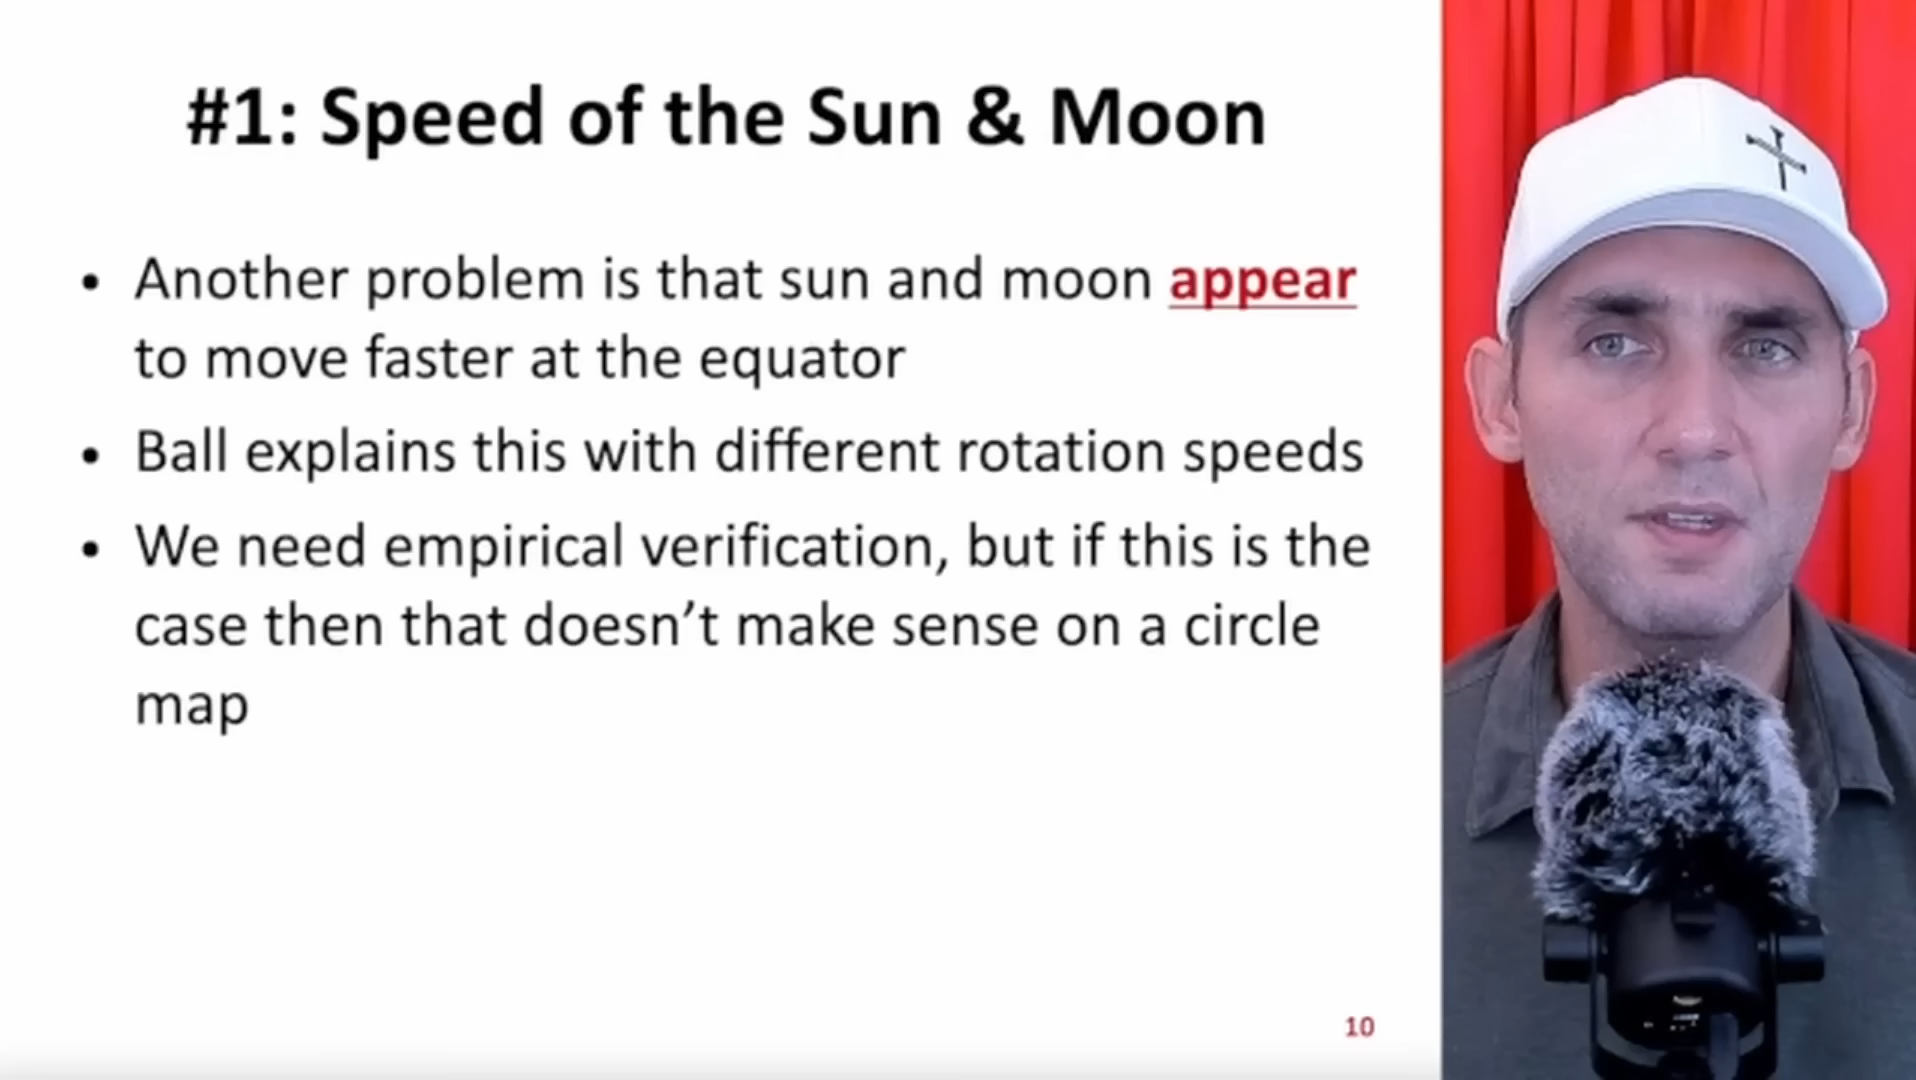 #1: Speed of the Sun & Moon
• Another problem is that sun and moon appear
to move faster at the equator
• Ball explains this with different rotation speeds
• We need empirical verification, but if this is the
case then that doesn’t make sense on a circle
map
10